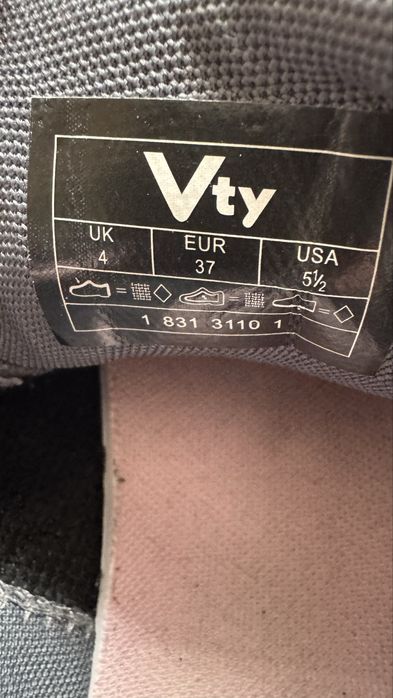 Vty
UK EUR USA
4 37 5½
= =  =
1 831 3110 1